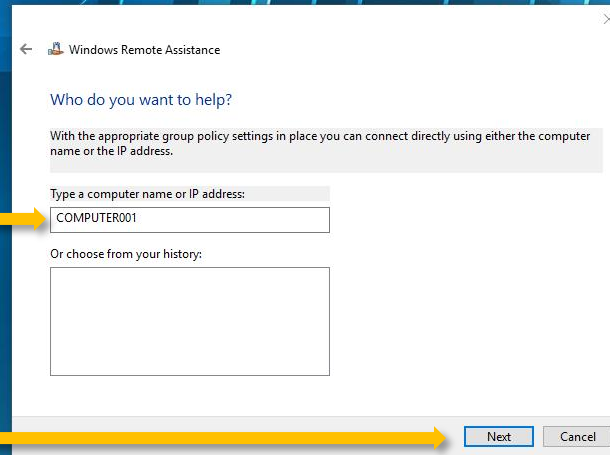 Windows Remote Assistance
Who do you want to help?
With the appropriate group policy settings in place you can connect directly using either the computer
name or the IP address.
Type a computer name or IP address:
COMPUTER001
Or choose from your history:
Next
Cancel